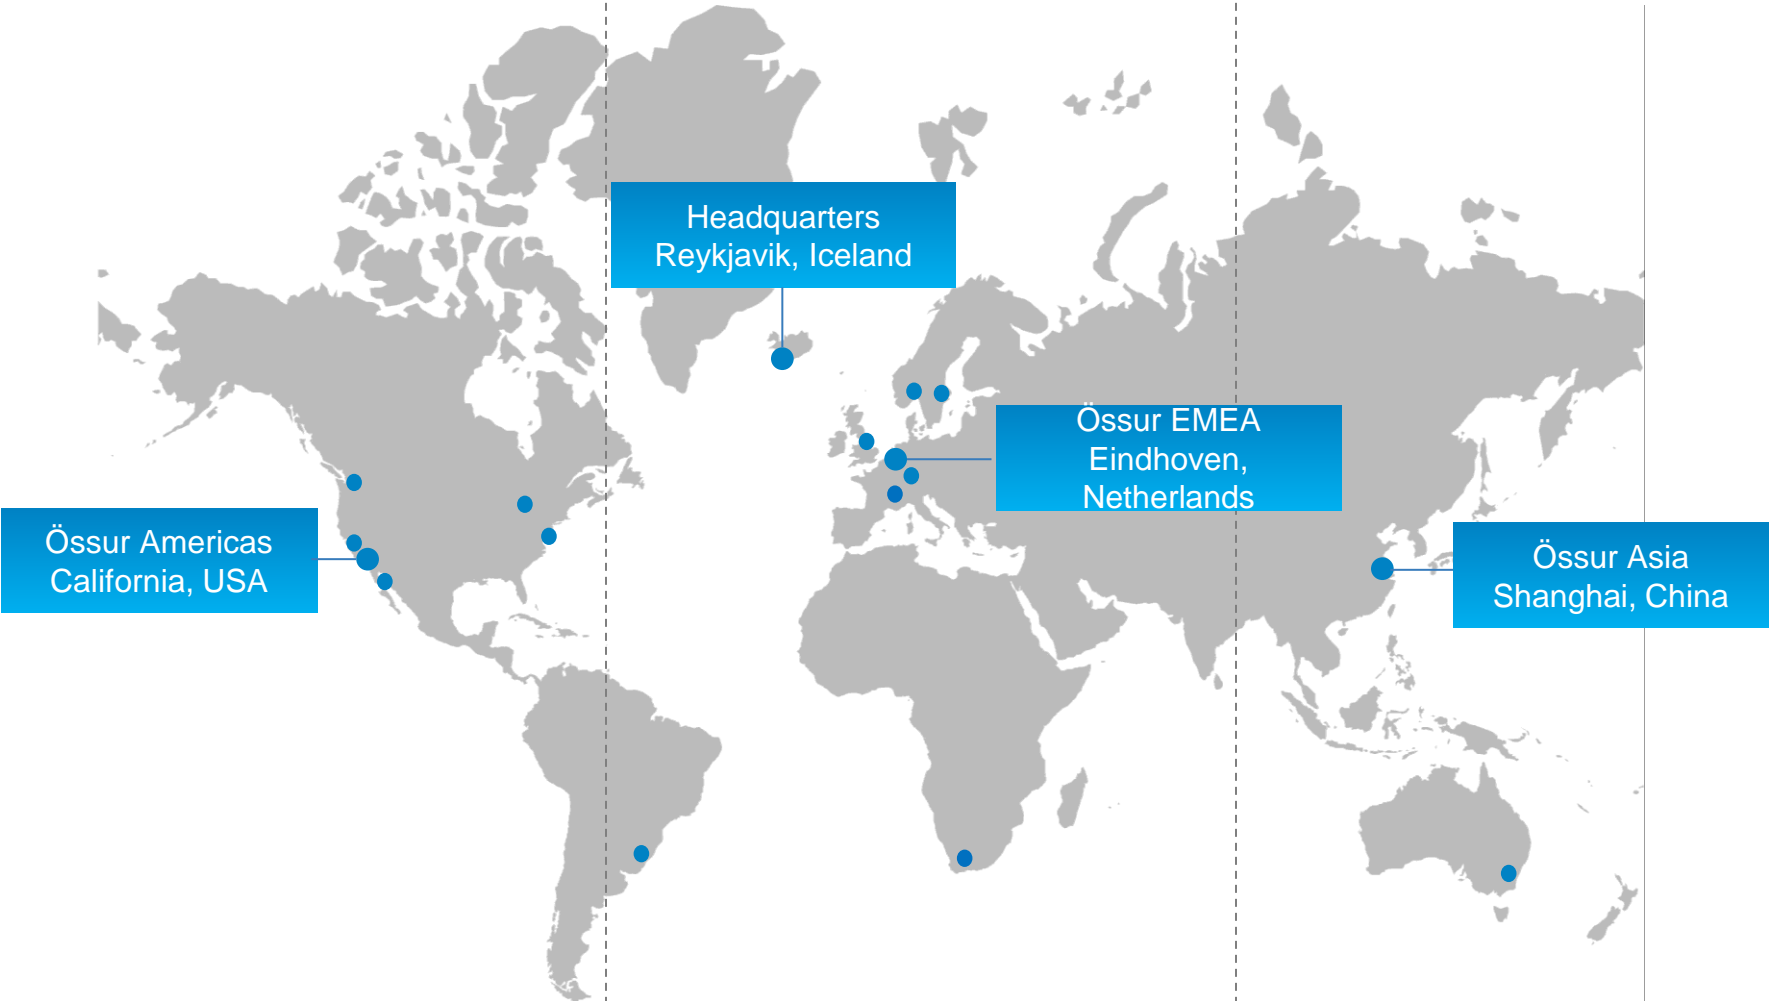 Headquarters
Reykjavik, Iceland
Össur EMEA
Eindhoven,
Netherlands
Össur Americas
California, USA
Össur Asia
Shanghai, China